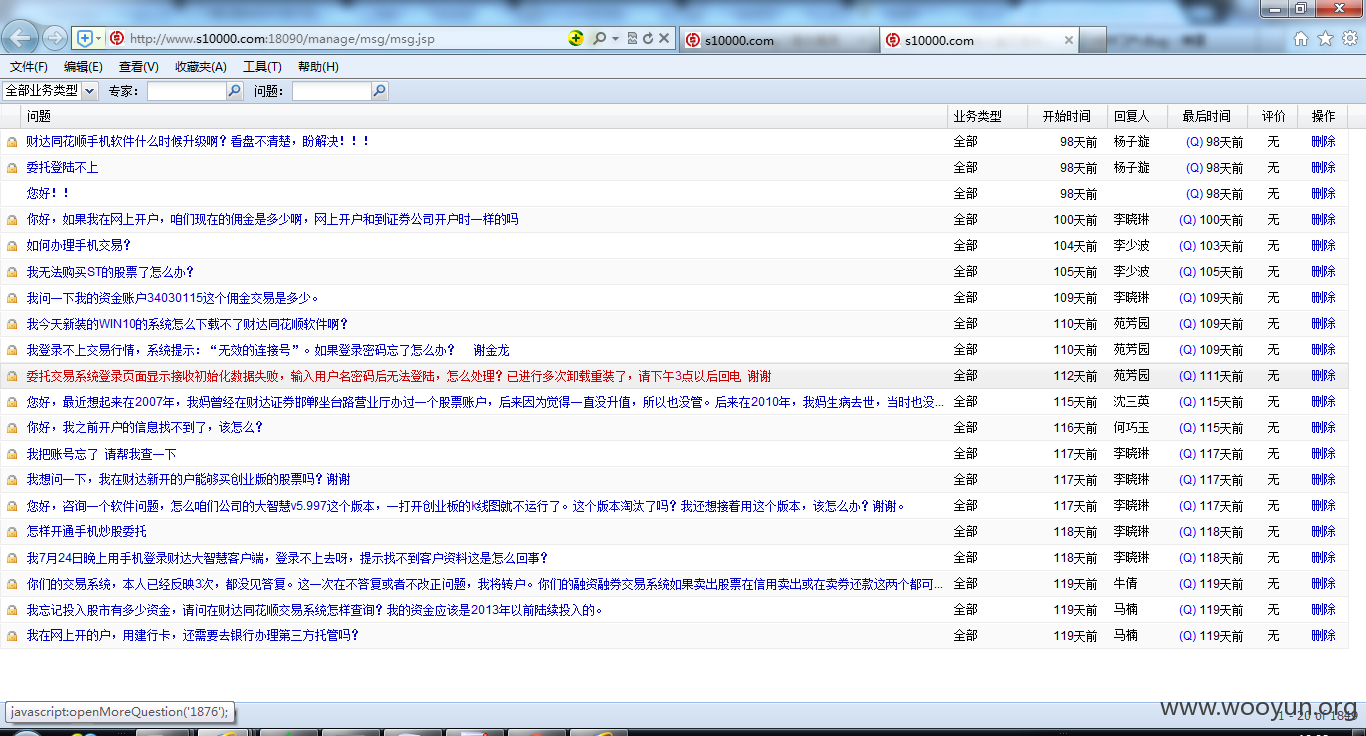 http://www.s10000.com:18090/manage/msg/msg.jsp s10000.com s10000.com
文件(F) 编辑(E) 查看(V) 收藏夹(A) 工具(T) 帮助(H)
全部业务类型 专家： 问题：
问题 业务类型 开始时间 回复人 最后时间 评价 操作
财达同花顺手机软件什么时候升级啊？看盘不清楚，盼解决！！！ 全部 98天前 杨子漩 (Q) 98天前 无 删除
委托登陆不上 全部 98天前 杨子漩 (Q) 98天前 无 删除
您好！！ 全部 98天前 (Q) 98天前 无 删除
你好，如果我在网上开户，咱们现在的佣金是多少啊，网上开户和到证券公司开户时一样的吗 全部 100天前 李晓琳 (Q) 100天前 无 删除
如何办理手机交易？ 全部 104天前 李少波 (Q) 103天前 无 删除
我无法购买ST的股票了怎么办？ 全部 105天前 李少波 (Q) 105天前 无 删除
我问一下我的资金账户34030115这个佣金交易是多少。 全部 109天前 李晓琳 (Q) 109天前 无 删除
我今天新装的WIN10的系统怎么下载不了财达同花顺软件啊？ 全部 110天前 苑芳园 (Q) 109天前 无 删除
我登录不上交易行情，系统提示：“无效的连接号”。如果登录密码忘了怎么办？ 谢金龙 全部 110天前 苑芳园 (Q) 109天前 无 删除
委托交易系统登录页面显示接收初始化数据失败，输入用户名密码后无法登陆，怎么处理？已进行多次卸载重装了，请下午3点以后回电 谢谢 全部 112天前 苑芳园 (Q) 111天前 无 删除
您好，最近想起来在2007年，我妈曾经在财达证券邯郸坐台路营业厅办过一个股票账户，后来因为觉得一直没升值，所以也没管。后来在2010年，我妈生病去世，当时也没... 全部 115天前 沈三英 (Q) 115天前 无 删除
你好，我之前开户的信息找不到了，该怎么？ 全部 116天前 何巧玉 (Q) 115天前 无 删除
我把账号忘了 请帮我查一下 全部 117天前 李晓琳 (Q) 117天前 无 删除
我想问一下，我在财达新开的户能够买创业版的股票吗？谢谢 全部 117天前 李晓琳 (Q) 117天前 无 删除
您好，咨询一个软件问题，怎么咱们公司的大智慧v5.997这个版本，一打开创业板的k线图就不运行了。这个版本淘汰了吗？我还想接着用这个版本，该怎么办？谢谢。 全部 117天前 李晓琳 (Q) 117天前 无 删除
怎样开通手机炒股委托 全部 118天前 李晓琳 (Q) 118天前 无 删除
我7月24日晚上用手机登录财达大智慧客户端，登录不上去呀，提示找不到客户资料这是怎么回事？ 全部 118天前 李晓琳 (Q) 118天前 无 删除
你们的交易系统，本人已经反映3次，都没见答复。这一次在不答复或者不改正问题，我将转户。你们的融资融券交易系统如果卖出股票在信用卖出或在卖券还款这两个都可... 全部 119天前 牛倩 (Q) 119天前 无 删除
我忘记投入股市有多少资金，请问在财达同花顺交易系统怎样查询？我的资金应该是2013年以前陆续投入的。 全部 119天前 马楠 (Q) 119天前 无 删除
我在网上开的户，用建行卡，还需要去银行办理第三方托管吗？ 全部 119天前 马楠 (Q) 119天前 无 删除
javascript:openMoreQuestion('1876');
www.wooyun.org
1 - 20 of 1849